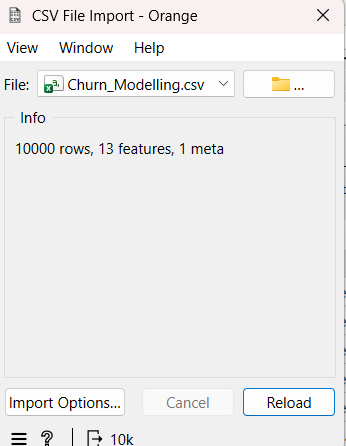 CSV File Import - Orange
View Window Help
File: Churn_Modelling.csv ...
Info
10000 rows, 13 features, 1 meta
Import Options... Cancel Reload
? 10k